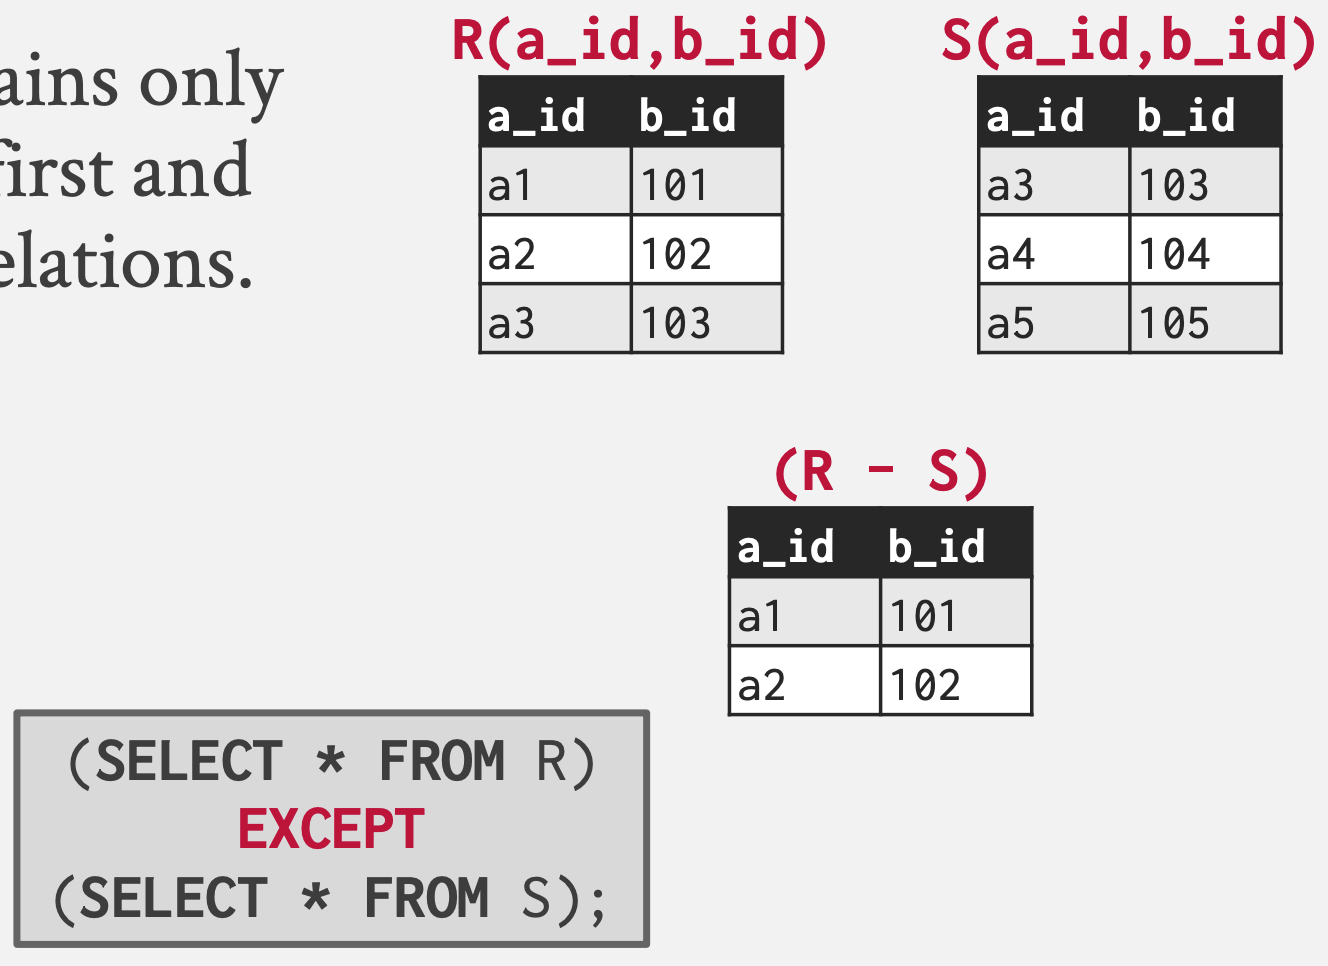 ains only
first and
elations.
R(a_id,b_id)
a_id b_id
a1 101
a2 102
a3 103
S(a_id,b_id)
a_id b_id
a3 103
a4 104
a5 105
(R - S)
a_id b_id
a1 101
a2 102
(SELECT * FROM R)
EXCEPT
(SELECT * FROM S);